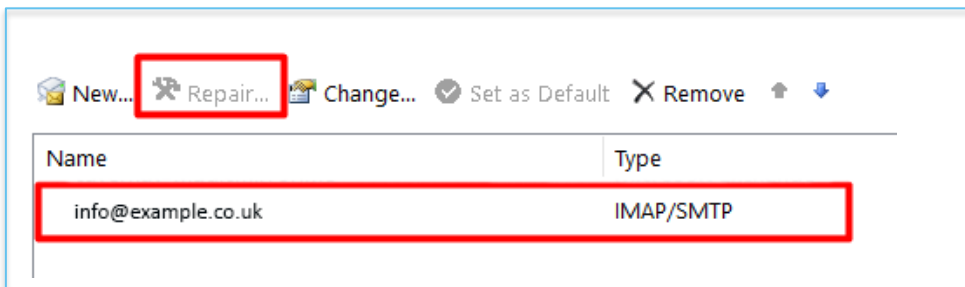 New... Repair... Change... Set as Default Remove
Name Type
info@example.co.uk IMAP/SMTP